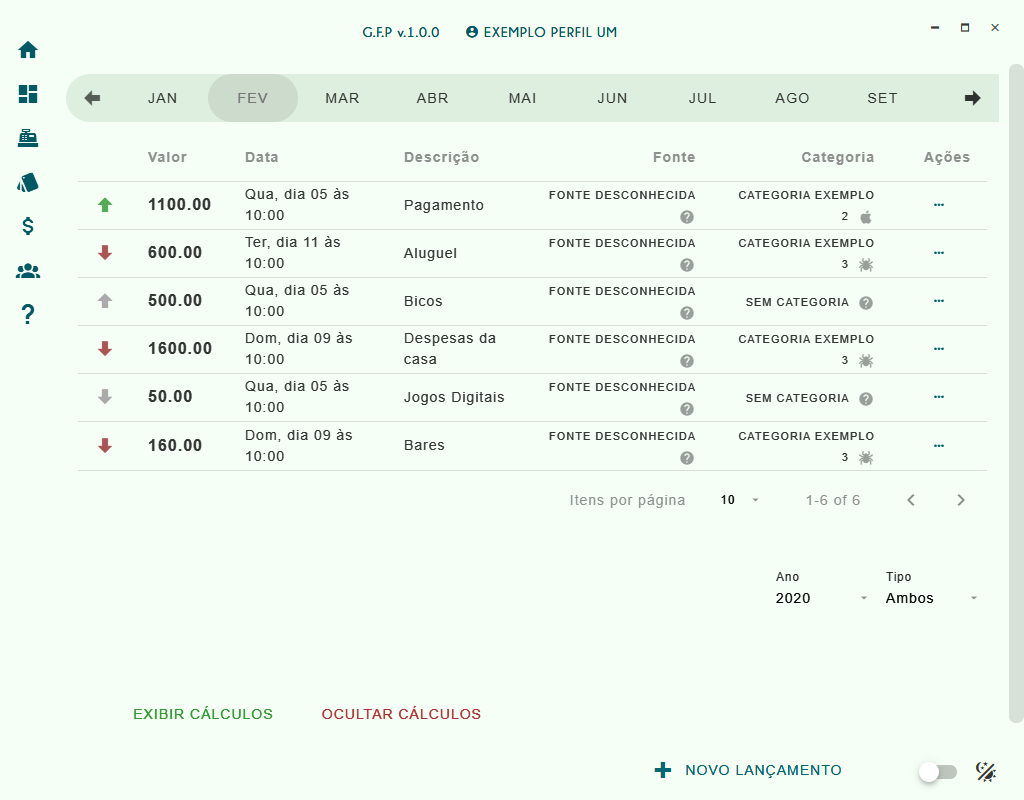 G.F.P v.1.0.0 EXEMPLO PERFIL UM
JAN FEV MAR ABR MAI JUN JUL AGO SET
Valor Data Descrição Fonte Categoria Ações
1100.00 Qua, dia 05 às 10:00 Pagamento FONTE DESCONHECIDA CATEGORIA EXEMPLO 2
600.00 Ter, dia 11 às 10:00 Aluguel FONTE DESCONHECIDA CATEGORIA EXEMPLO 3
500.00 Qua, dia 05 às 10:00 Bicos FONTE DESCONHECIDA SEM CATEGORIA
1600.00 Dom, dia 09 às 10:00 Despesas da casa FONTE DESCONHECIDA CATEGORIA EXEMPLO 3
50.00 Qua, dia 05 às 10:00 Jogos Digitais FONTE DESCONHECIDA SEM CATEGORIA
160.00 Dom, dia 09 às 10:00 Bares FONTE DESCONHECIDA CATEGORIA EXEMPLO 3
Itens por página 10 1-6 of 6
Ano Tipo
2020 Ambos
EXIBIR CÁLCULOS OCULTAR CÁLCULOS
NOVO LANÇAMENTO